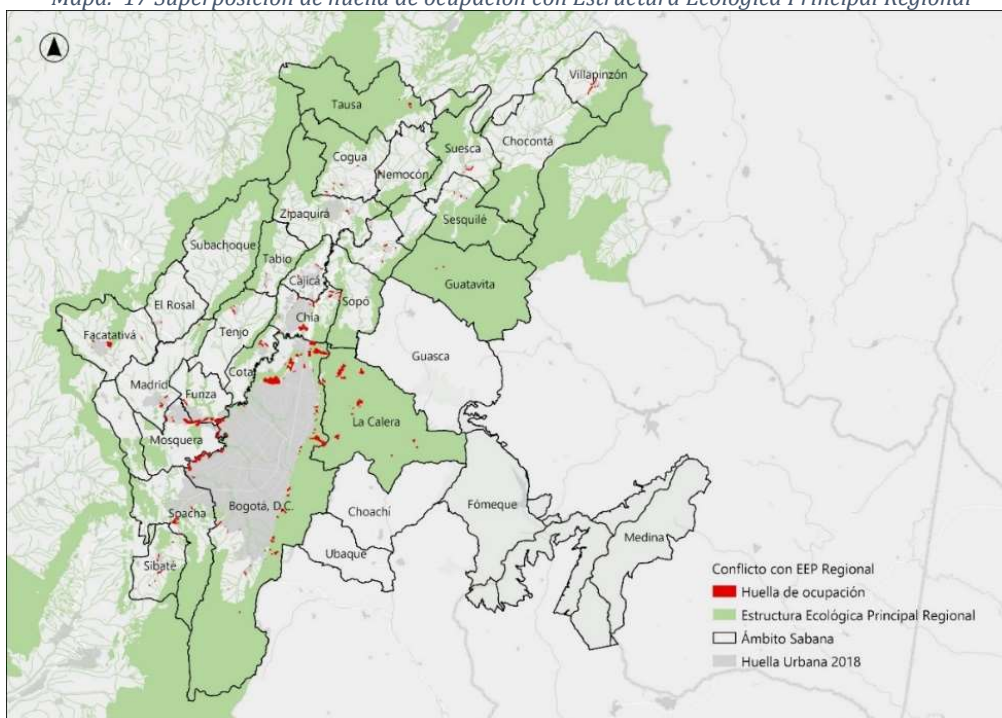 Mapa. 17 Superposición de huella de ocupación con Estructura Ecológica Principal Regional
Villapinzón
Tausa
Chocontá
Suesca
Cogua
Nemocón
Zipaquirá
Sesquilé
Subachoque
Tabio
Cajicá
Guatavita
Sopó
El Rosal
Chía
Facatativá
Tenjo
Guasca
Cota
Madrid
Funza
La Calera
Mosquera
Soacha
Bogotá, D.C.
Choachí
Fómeque
Medina
Ubaque
Sibaté
Conflicto con EEP Regional
Huella de ocupación
Estructura Ecológica Principal Regional
Ámbito Sabana
Huella Urbana 2018